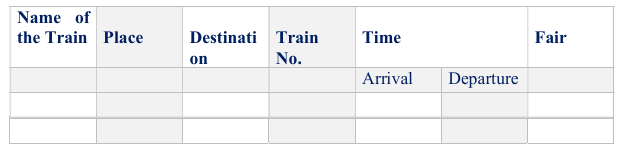 Name of
the Train Place Destinati Train Time Fair
on No.
Arrival Departure